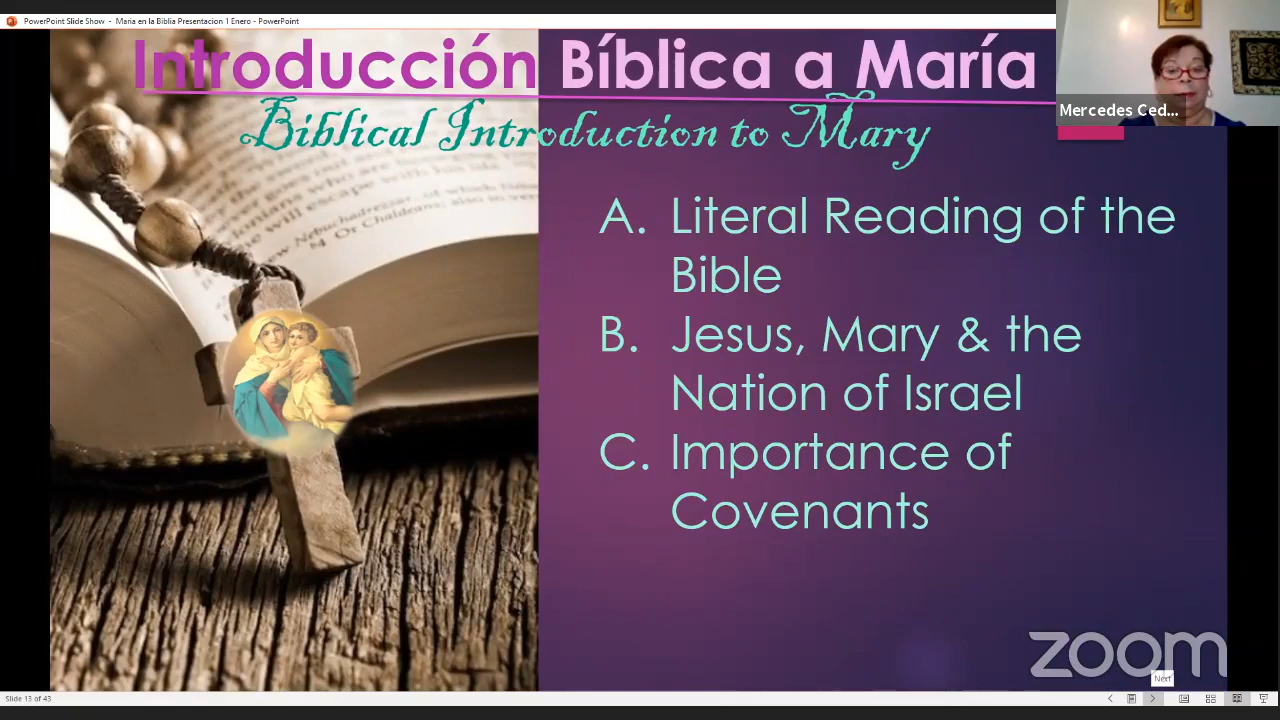 PowerPoint Slide Show - Maria en la Biblia Presentacion 1 Enero - PowerPoint
Introducción Bíblica a María
Biblical Introduction to Mary
Mercedes Ced...
A. Literal Reading of the
Bible
B. Jesus, Mary & the
Nation of Israel
C. Importance of
Covenants
zoom
Next
Slide 13 of 43